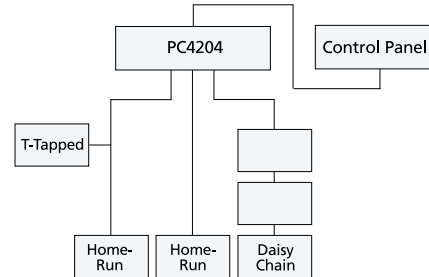 PC4204
Control Panel
T-Tapped
Home-
Run
Home-
Run
Daisy
Chain